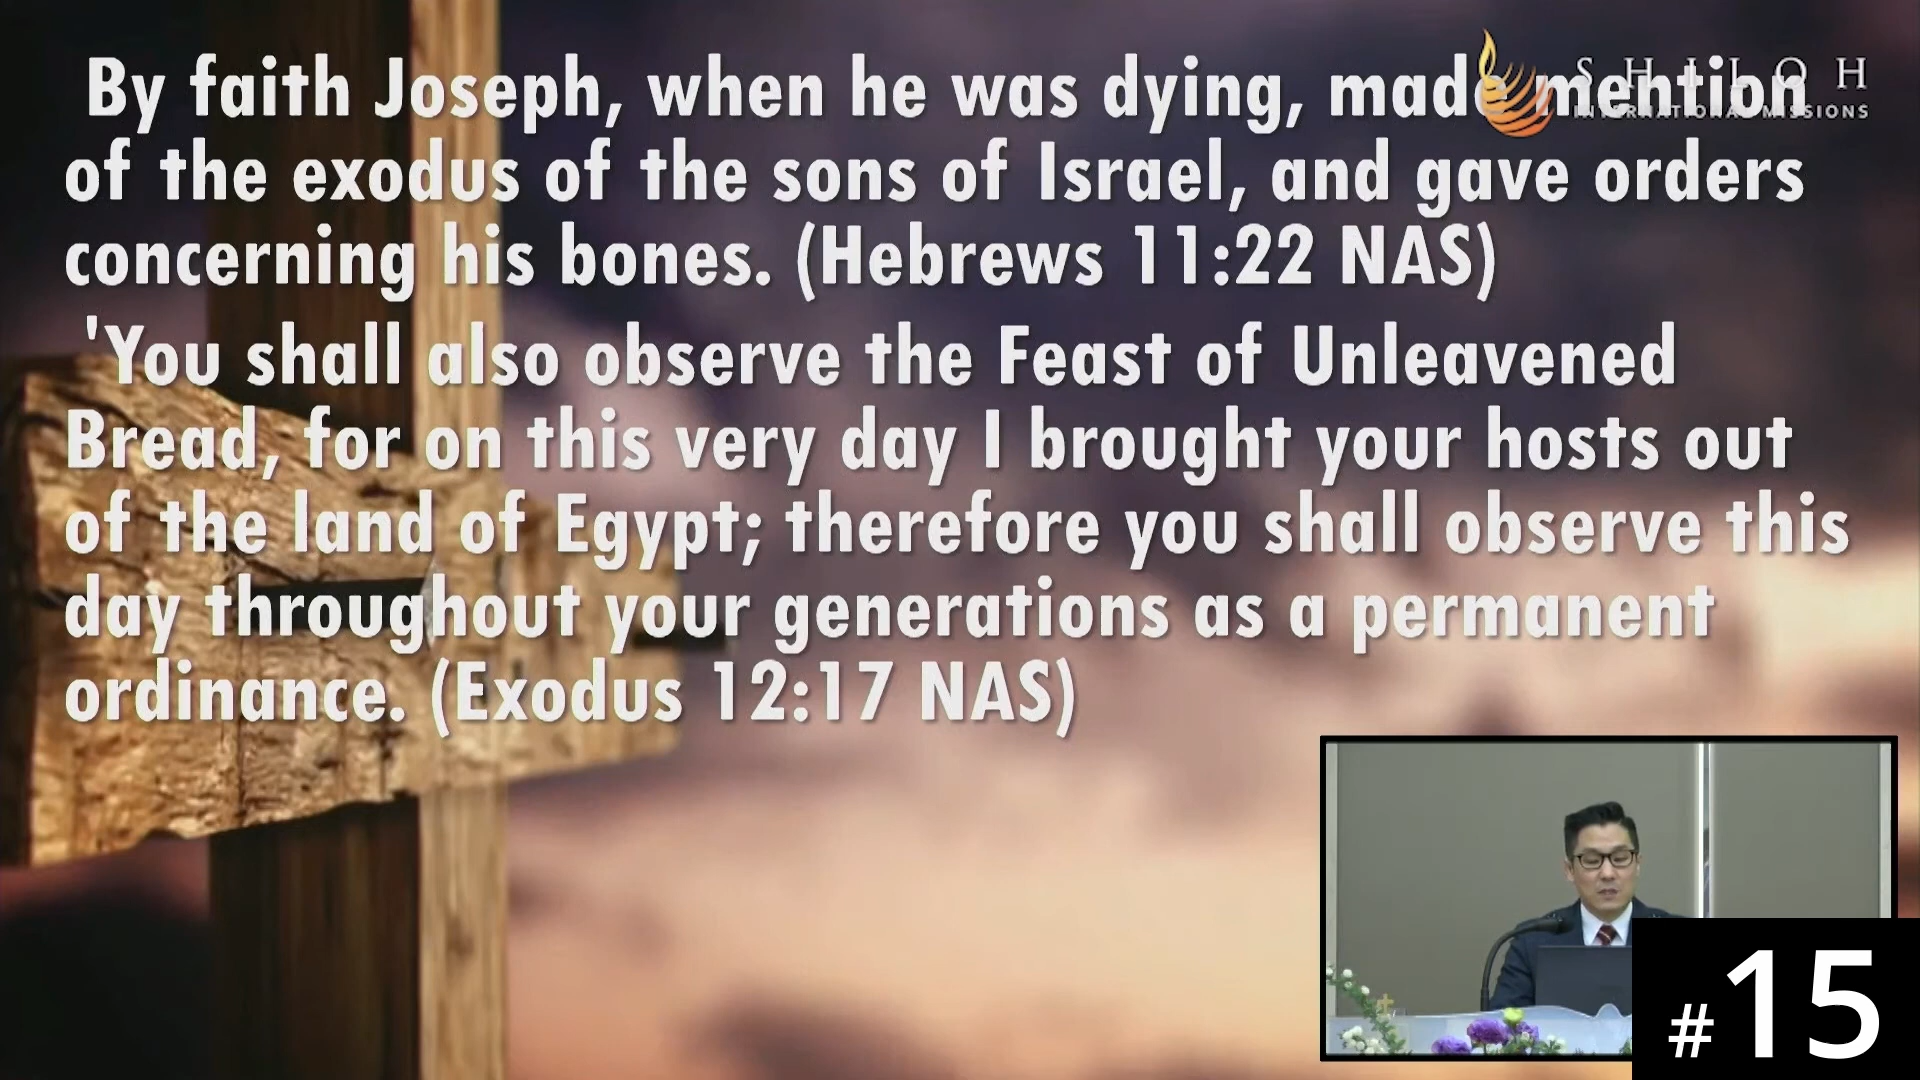 By faith Joseph, when he was dying, made mention
of the exodus of the sons of Israel, and gave orders
concerning his bones. (Hebrews 11:22 NAS)
'You shall also observe the Feast of Unleavened
Bread, for on this very day I brought your hosts out
of the land of Egypt; therefore you shall observe this
day throughout your generations as a permanent
ordinance. (Exodus 12:17 NAS)
SHILOH
INTERNATIONAL MISSIONS
#15